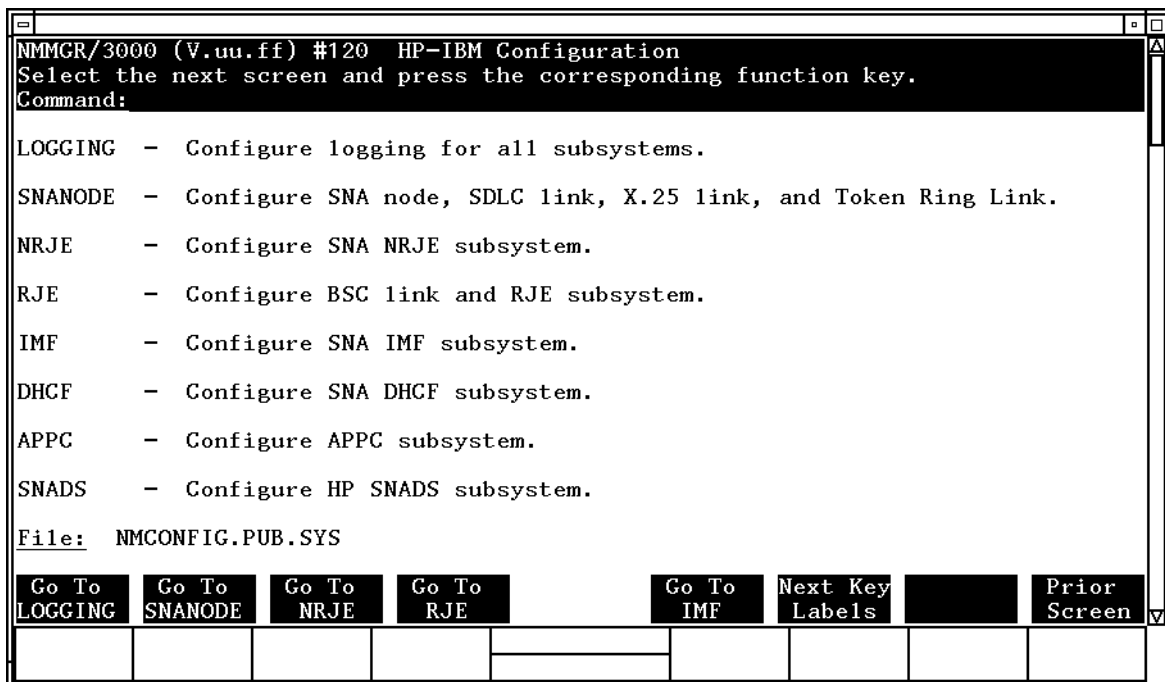 NMMGR/3000 (V.uu.ff) #120  HP-IBM Configuration
Select the next screen and press the corresponding function key.
Command:
LOGGING  -  Configure logging for all subsystems.
SNANODE  -  Configure SNA node, SDLC link, X.25 link, and Token Ring Link.
NRJE     -  Configure SNA NRJE subsystem.
RJE      -  Configure BSC link and RJE subsystem.
IMF      -  Configure SNA IMF subsystem.
DHCF     -  Configure SNA DHCF subsystem.
APPC     -  Configure APPC subsystem.
SNADS    -  Configure HP SNADS subsystem.
File:  NMCONFIG.PUB.SYS
Go To  Go To  Go To  Go To  Go To  Next Key  Prior
LOGGING  SNANODE  NRJE  RJE  IMF  Labels  Screen